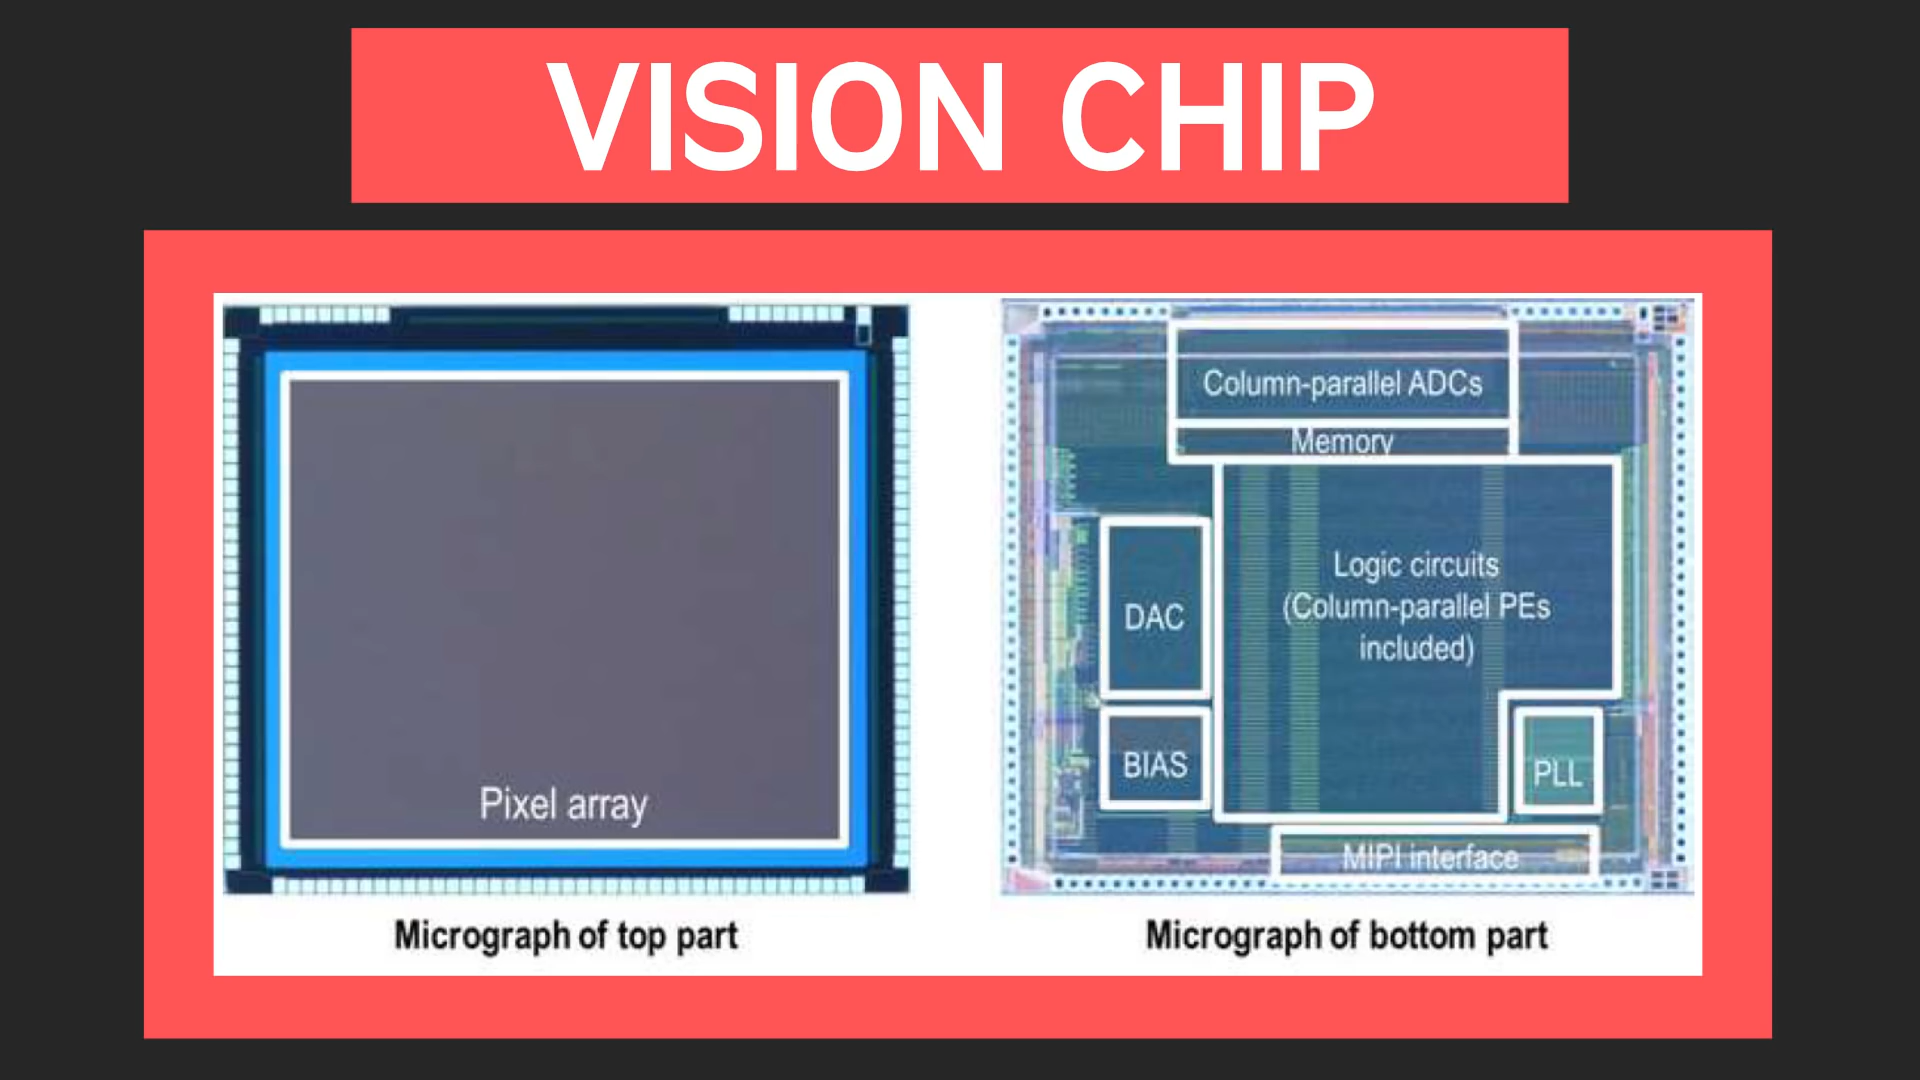 VISION CHIP
Pixel array
Micrograph of top part
Column-parallel ADCs
Memory
Logic circuits
(Column-parallel PEs
included)
DAC
BIAS
PLL
MIPI interface
Micrograph of bottom part